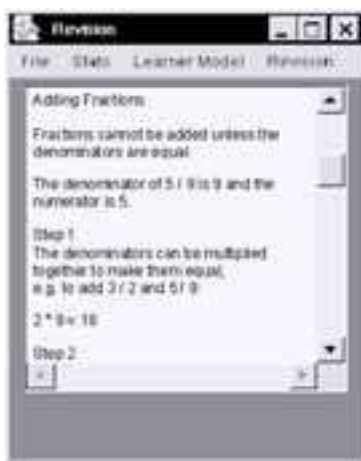 Revision
File Stats Learner Model Revision
Adding Fractions
Fractions cannot be added unless the
denominators are equal.
The denominator of 5 / 9 is 9 and the
numerator is 5.
Step 1
The denominators can be multiplied
together to make them equal,
e.g. to add 3 / 2 and 5 / 9
2 * 9 = 18
Step 2